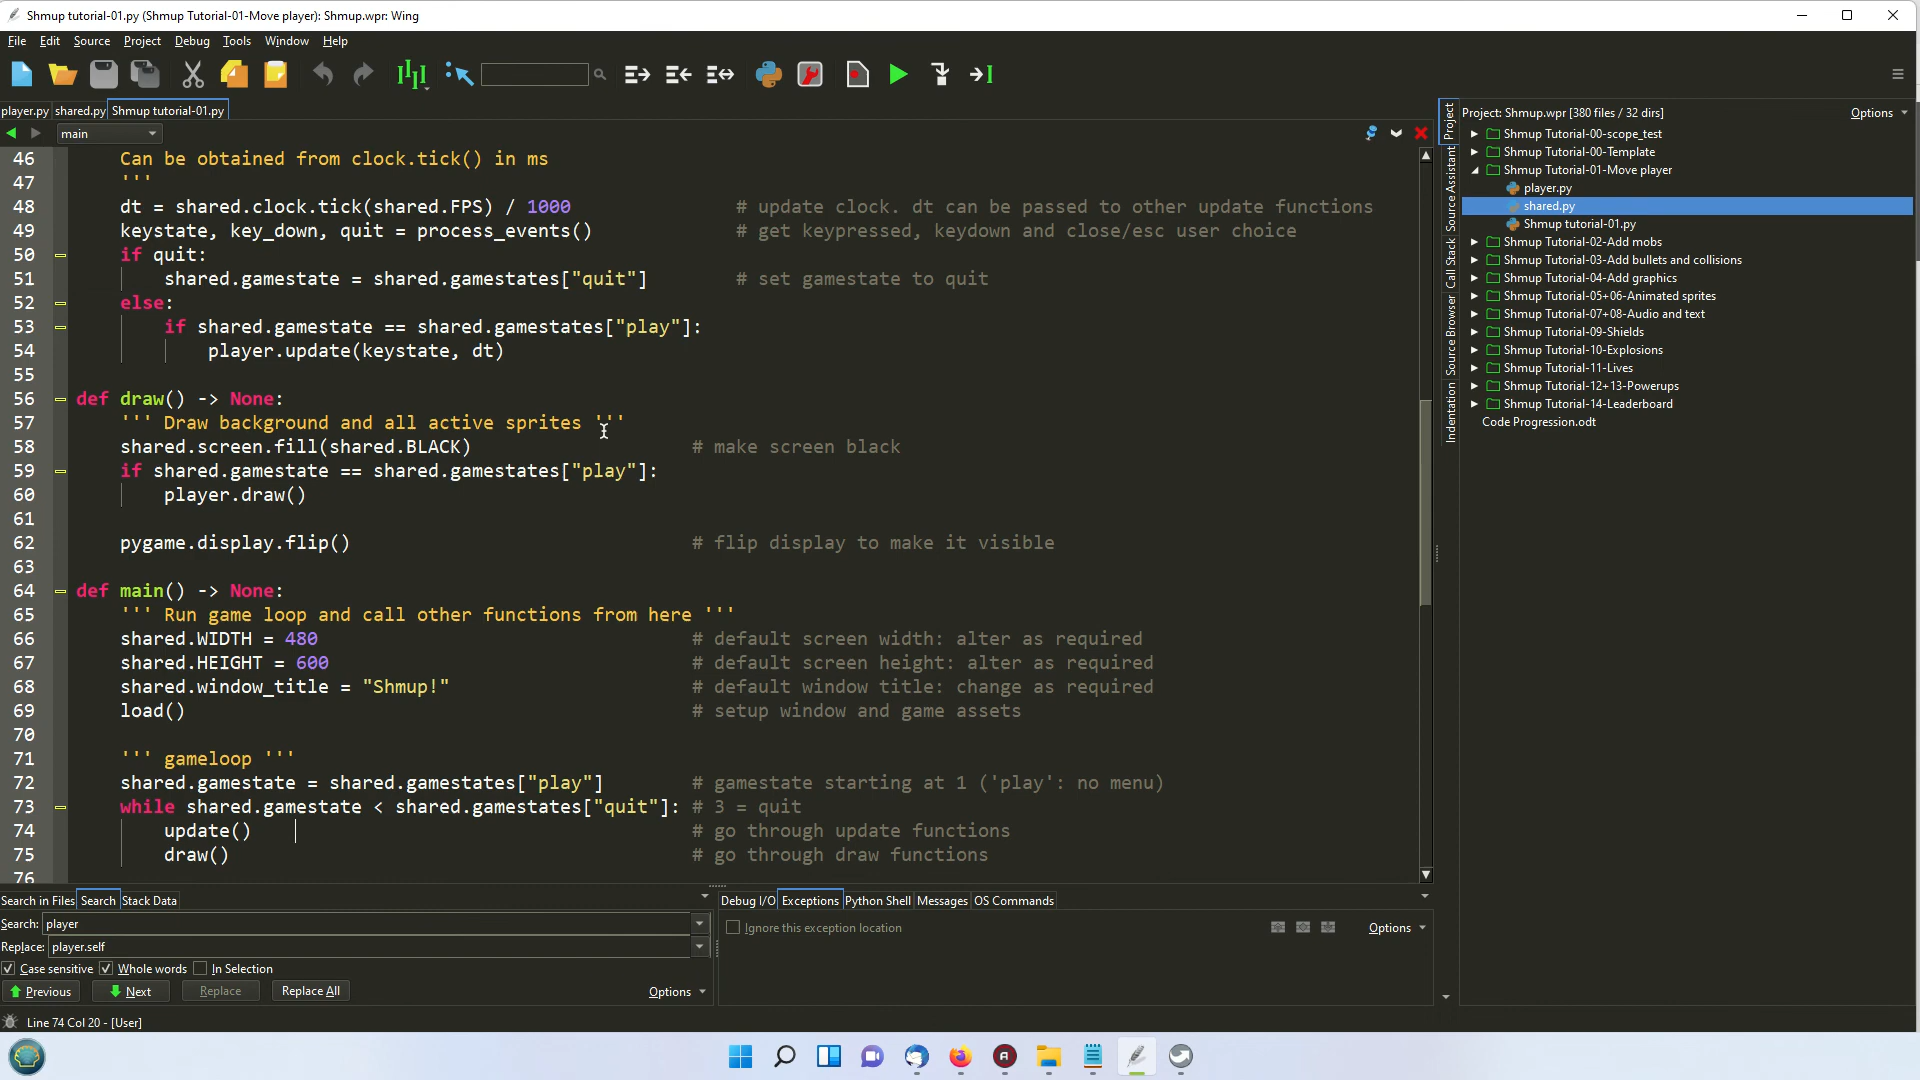 Shmup tutorial-01.py (Shmup Tutorial-01-Move player): Shmup.wpr: Wing
File Edit Source Project Debug Tools Window Help
player.py shared.py Shmup tutorial-01.py
main
46 Can be obtained from clock.tick() in ms
47 '''
48 dt = shared.clock.tick(shared.FPS) / 1000 # update clock. dt can be passed to other update functions
49 keystate, key_down, quit = process_events() # get keypressed, keydown and close/esc user choice
50 if quit:
51 shared.gamestate = shared.gamestates["quit"] # set gamestate to quit
52 else:
53 if shared.gamestate == shared.gamestates["play"]:
54 player.update(keystate, dt)
55
56 def draw() -> None:
57 ''' Draw background and all active sprites '''
58 shared.screen.fill(shared.BLACK) # make screen black
59 if shared.gamestate == shared.gamestates["play"]:
60 player.draw()
61
62 pygame.display.flip() # flip display to make it visible
63
64 def main() -> None:
65 ''' Run game loop and call other functions from here '''
66 shared.WIDTH = 480 # default screen width: alter as required
67 shared.HEIGHT = 600 # default screen height: alter as required
68 shared.window_title = "Shmup!" # default window title: change as required
69 load() # setup window and game assets
70
71 ''' gameloop '''
72 shared.gamestate = shared.gamestates["play"] # gamestate starting at 1 ('play': no menu)
73 while shared.gamestate < shared.gamestates["quit"]: # 3 = quit
74 update() # go through update functions
75 draw() # go through draw functions
76
Project
Source Assistant
Call Stack
Source Browser
Indentation
Project: Shmup.wpr [380 files / 32 dirs] Options
Shmup Tutorial-00-scope_test
Shmup Tutorial-00-Template
Shmup Tutorial-01-Move player
player.py
shared.py
Shmup tutorial-01.py
Shmup Tutorial-02-Add mobs
Shmup Tutorial-03-Add bullets and collisions
Shmup Tutorial-04-Add graphics
Shmup Tutorial-05+06-Animated sprites
Shmup Tutorial-07+08-Audio and text
Shmup Tutorial-09-Shields
Shmup Tutorial-10-Explosions
Shmup Tutorial-11-Lives
Shmup Tutorial-12+13-Powerups
Shmup Tutorial-14-Leaderboard
Code Progression.odt
Search in Files Search Stack Data
Search: player
Replace: player.self
Case sensitive Whole words In Selection
Previous Next Replace Replace All Options
Debug I/O Exceptions Python Shell Messages OS Commands
Ignore this exception location Options
Line 74 Col 20 - [User]